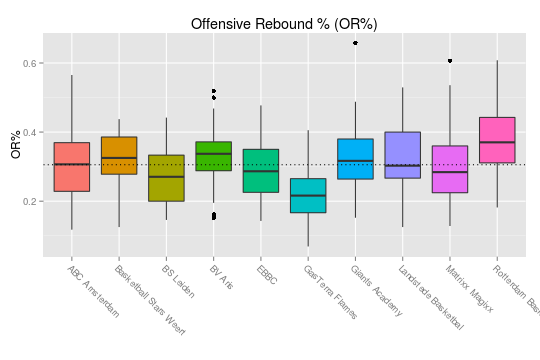 Offensive Rebound % (OR%)
OR%
0.6
0.4
0.2
ABC Amsterdam
Basketball Stars Weert
BS Leiden
BV Aris
EBBC
GasTerra Flames
Giants Academy
Landstede Basketbal
Matrixx Magixx
Rotterdam Bas